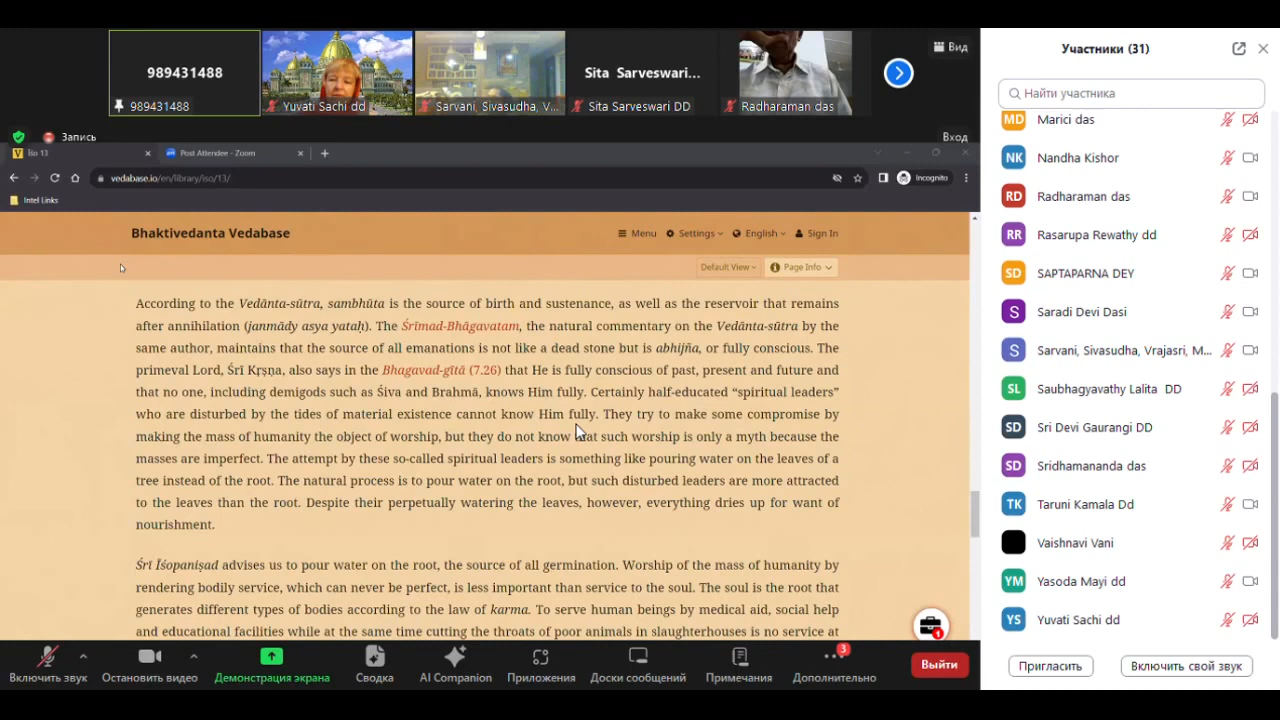 989431488
Sita Sarveswari...
Вид
989431488
Yuvati Sachi dd
Sarvani, Sivasudha, V...
Sita Sarveswari DD
Radharaman das
Запись
Вход
Īśo 13
Post Attendee - Zoom
vedabase.io/en/library/iso/13/
Incognito
Intel Links
Bhaktivedanta Vedabase
Menu
Settings
English
Sign In
Default View
Page Info
According to the Vedānta-sūtra, sambhūta is the source of birth and sustenance, as well as the reservoir that remains
after annihilation (janmādy asya yataḥ). The Śrīmad-Bhāgavatam, the natural commentary on the Vedānta-sūtra by the
same author, maintains that the source of all emanations is not like a dead stone but is abhijña, or fully conscious. The
primeval Lord, Śrī Kṛṣṇa, also says in the Bhagavad-gītā (7.26) that He is fully conscious of past, present and future and
that no one, including demigods such as Śiva and Brahmā, knows Him fully. Certainly half-educated “spiritual leaders”
who are disturbed by the tides of material existence cannot know Him fully. They try to make some compromise by
making the mass of humanity the object of worship, but they do not know that such worship is only a myth because the
masses are imperfect. The attempt by these so-called spiritual leaders is something like pouring water on the leaves of a
tree instead of the root. The natural process is to pour water on the root, but such disturbed leaders are more attracted
to the leaves than the root. Despite their perpetually watering the leaves, however, everything dries up for want of
nourishment.
Śrī Īśopaniṣad advises us to pour water on the root, the source of all germination. Worship of the mass of humanity by
rendering bodily service, which can never be perfect, is less important than service to the soul. The soul is the root that
generates different types of bodies according to the law of karma. To serve human beings by medical aid, social help
and educational facilities while at the same time cutting the throats of poor animals in slaughterhouses is no service at
1
Включить звук
Остановить видео
Демонстрация экрана
Сводка
AI Companion
Приложения
Доски сообщений
Примечания
3
Дополнительно
Выйти
Участники (31)
Найти участника
MD Marici das
NK Nandha Kishor
RD Radharaman das
RR Rasarupa Rewathy dd
SD SAPTAPARNA DEY
S Saradi Devi Dasi
S Sarvani, Sivasudha, Vrajasri, M...
SL Saubhagyavathy Lalita DD
SD Sri Devi Gaurangi DD
SD Sridhamananda das
TK Taruni Kamala Dd
Vaishnavi Vani
YM Yasoda Mayi dd
YS Yuvati Sachi dd
Пригласить
Включить свой звук